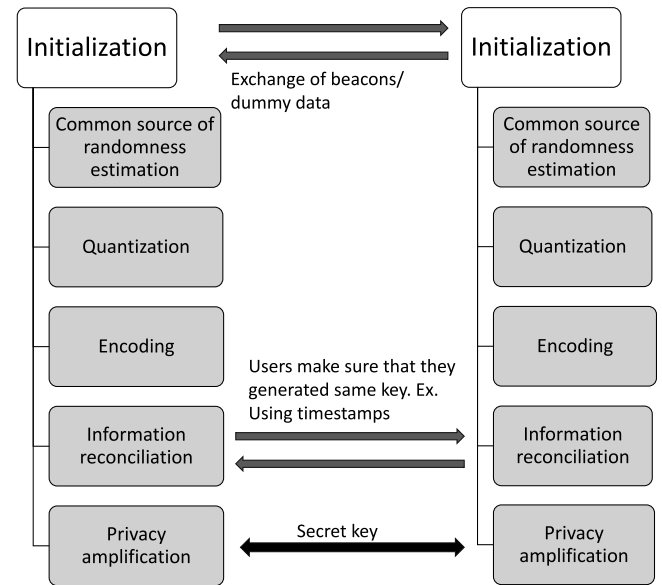 Initialization
Initialization
Exchange of beacons/
dummy data
Common source of
randomness
estimation
Common source
of randomness
estimation
Quantization
Quantization
Encoding
Encoding
Users make sure that they
generated same key. Ex.
Using timestamps
Information
reconciliation
Information
reconciliation
Privacy
amplification
Secret key
Privacy
amplification